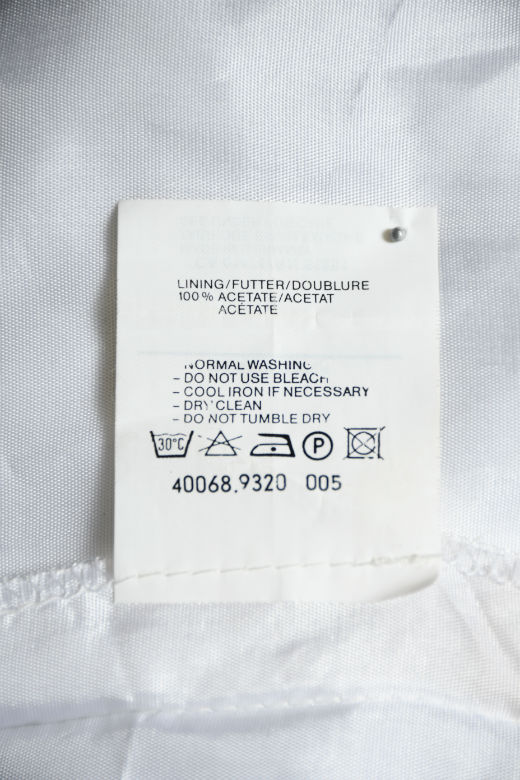 LINING/FUTTER/DOUBLURE
100% ACETATE/ACETAT
ACÉTATE
NORMAL WASHING
- DO NOT USE BLEACH
- COOL IRON IF NECESSARY
- DRY CLEAN
- DO NOT TUMBLE DRY
30°C P
40068.9320 005